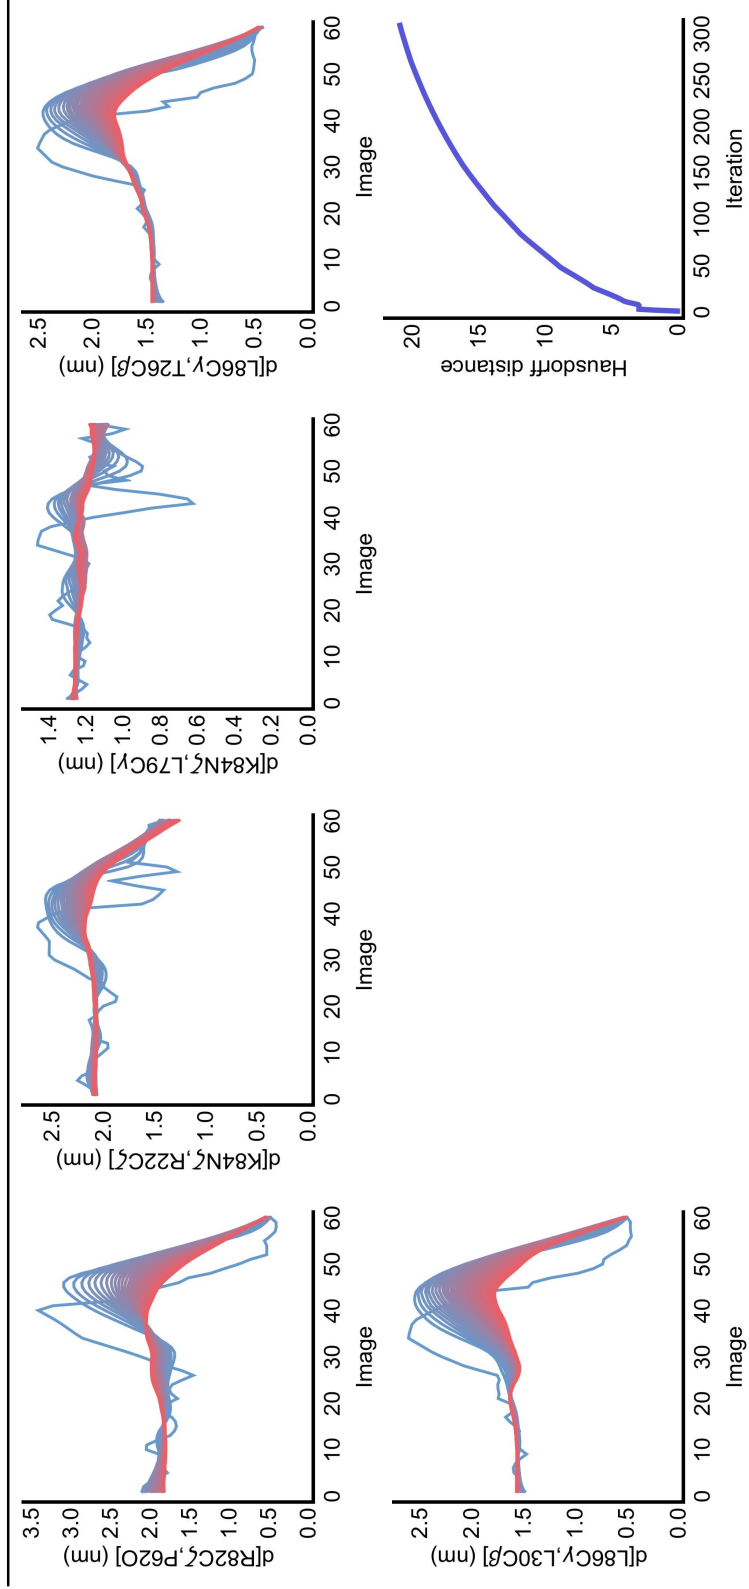 3.5
3.0
2.5
2.0
1.5
1.0
0.5
0.0
d[R82Cζ,P62O] (nm)
0 10 20 30 40 50 60
Image
2.5
2.0
1.5
1.0
0.5
0.0
d[K84Nζ,R22Cζ] (nm)
0 10 20 30 40 50 60
Image
1.4
1.2
1.0
0.8
0.6
0.4
0.2
0.0
d[K84Nζ,L79Cγ] (nm)
0 10 20 30 40 50 60
Image
2.5
2.0
1.5
1.0
0.5
0.0
d[L86Cγ,T26Cβ] (nm)
0 10 20 30 40 50 60
Image
2.5
2.0
1.5
1.0
0.5
0.0
d[L86Cγ,L30Cβ] (nm)
0 10 20 30 40 50 60
Image
20
15
10
5
0
Hausdorff distance
0 50 100 150 200 250 300
Iteration